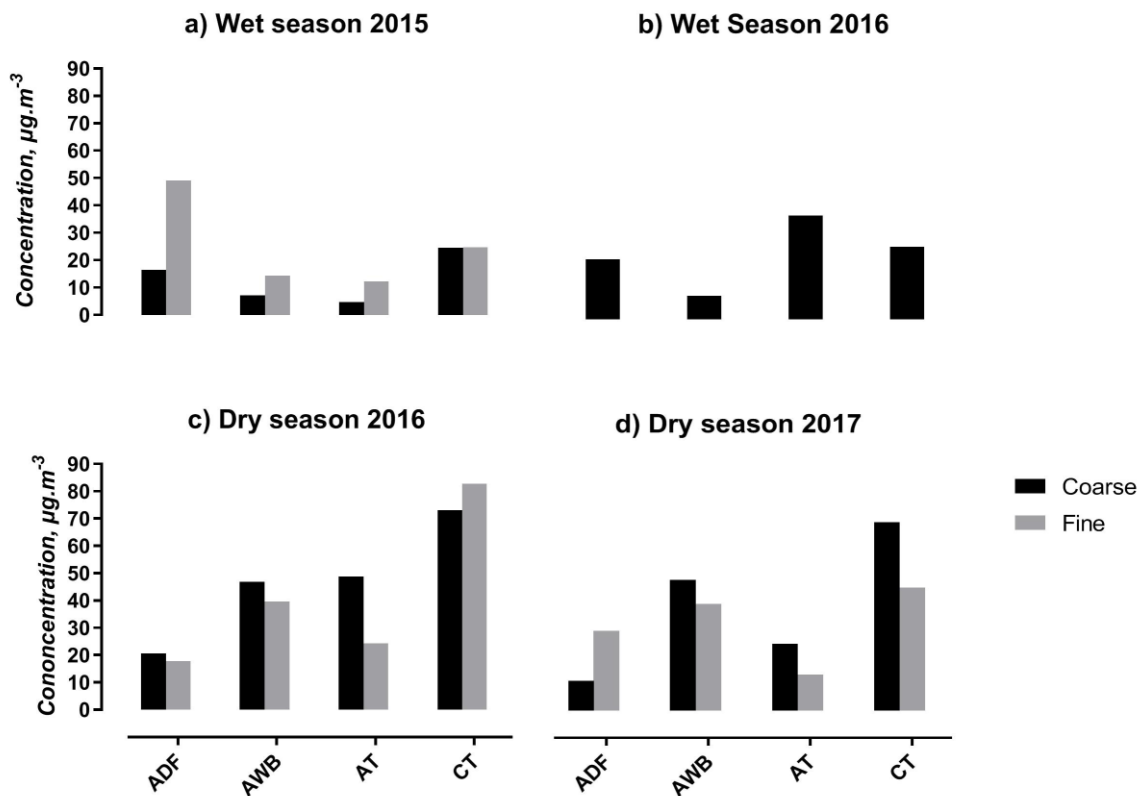 a) Wet season 2015
b) Wet Season 2016
Concentration, µg.m-3
90
80
70
60
50
40
30
20
10
0
c) Dry season 2016
d) Dry season 2017
Cononcentration, µg.m-3
90
80
70
60
50
40
30
20
10
0
Coarse
Fine
ADF
AWB
AT
CT
ADF
AWB
AT
CT